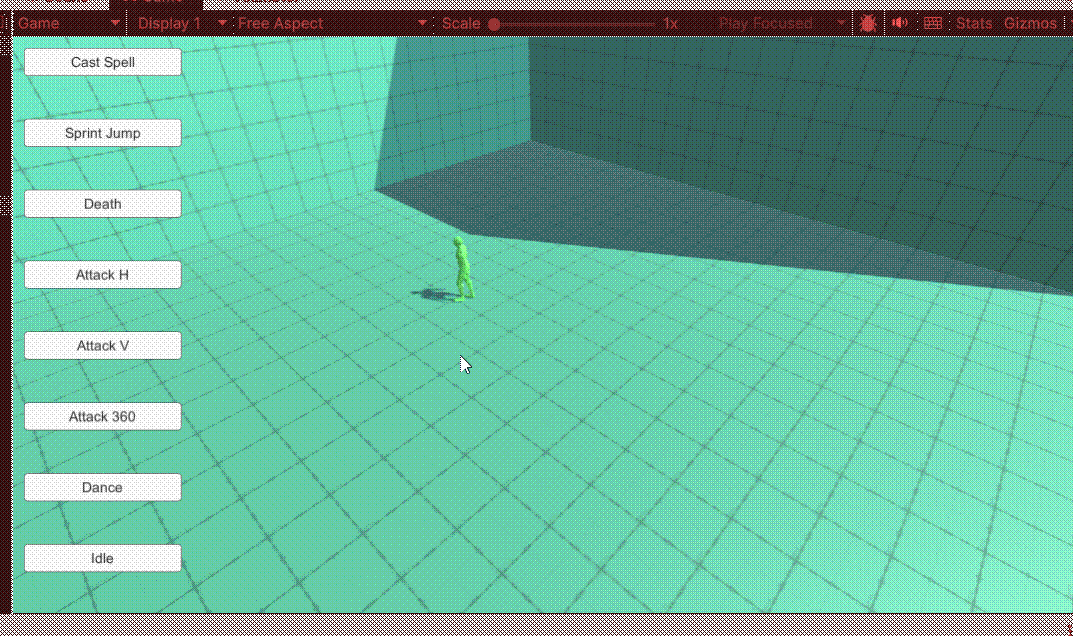 Game Display 1 Free Aspect Scale 1x Play Focused Stats Gizmos
Cast Spell
Sprint Jump
Death
Attack H
Attack V
Attack 360
Dance
Idle